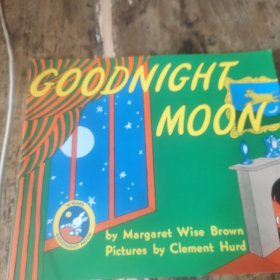 GOODNIGHT
MOON
by Margaret Wise Brown
Pictures by Clement Hurd